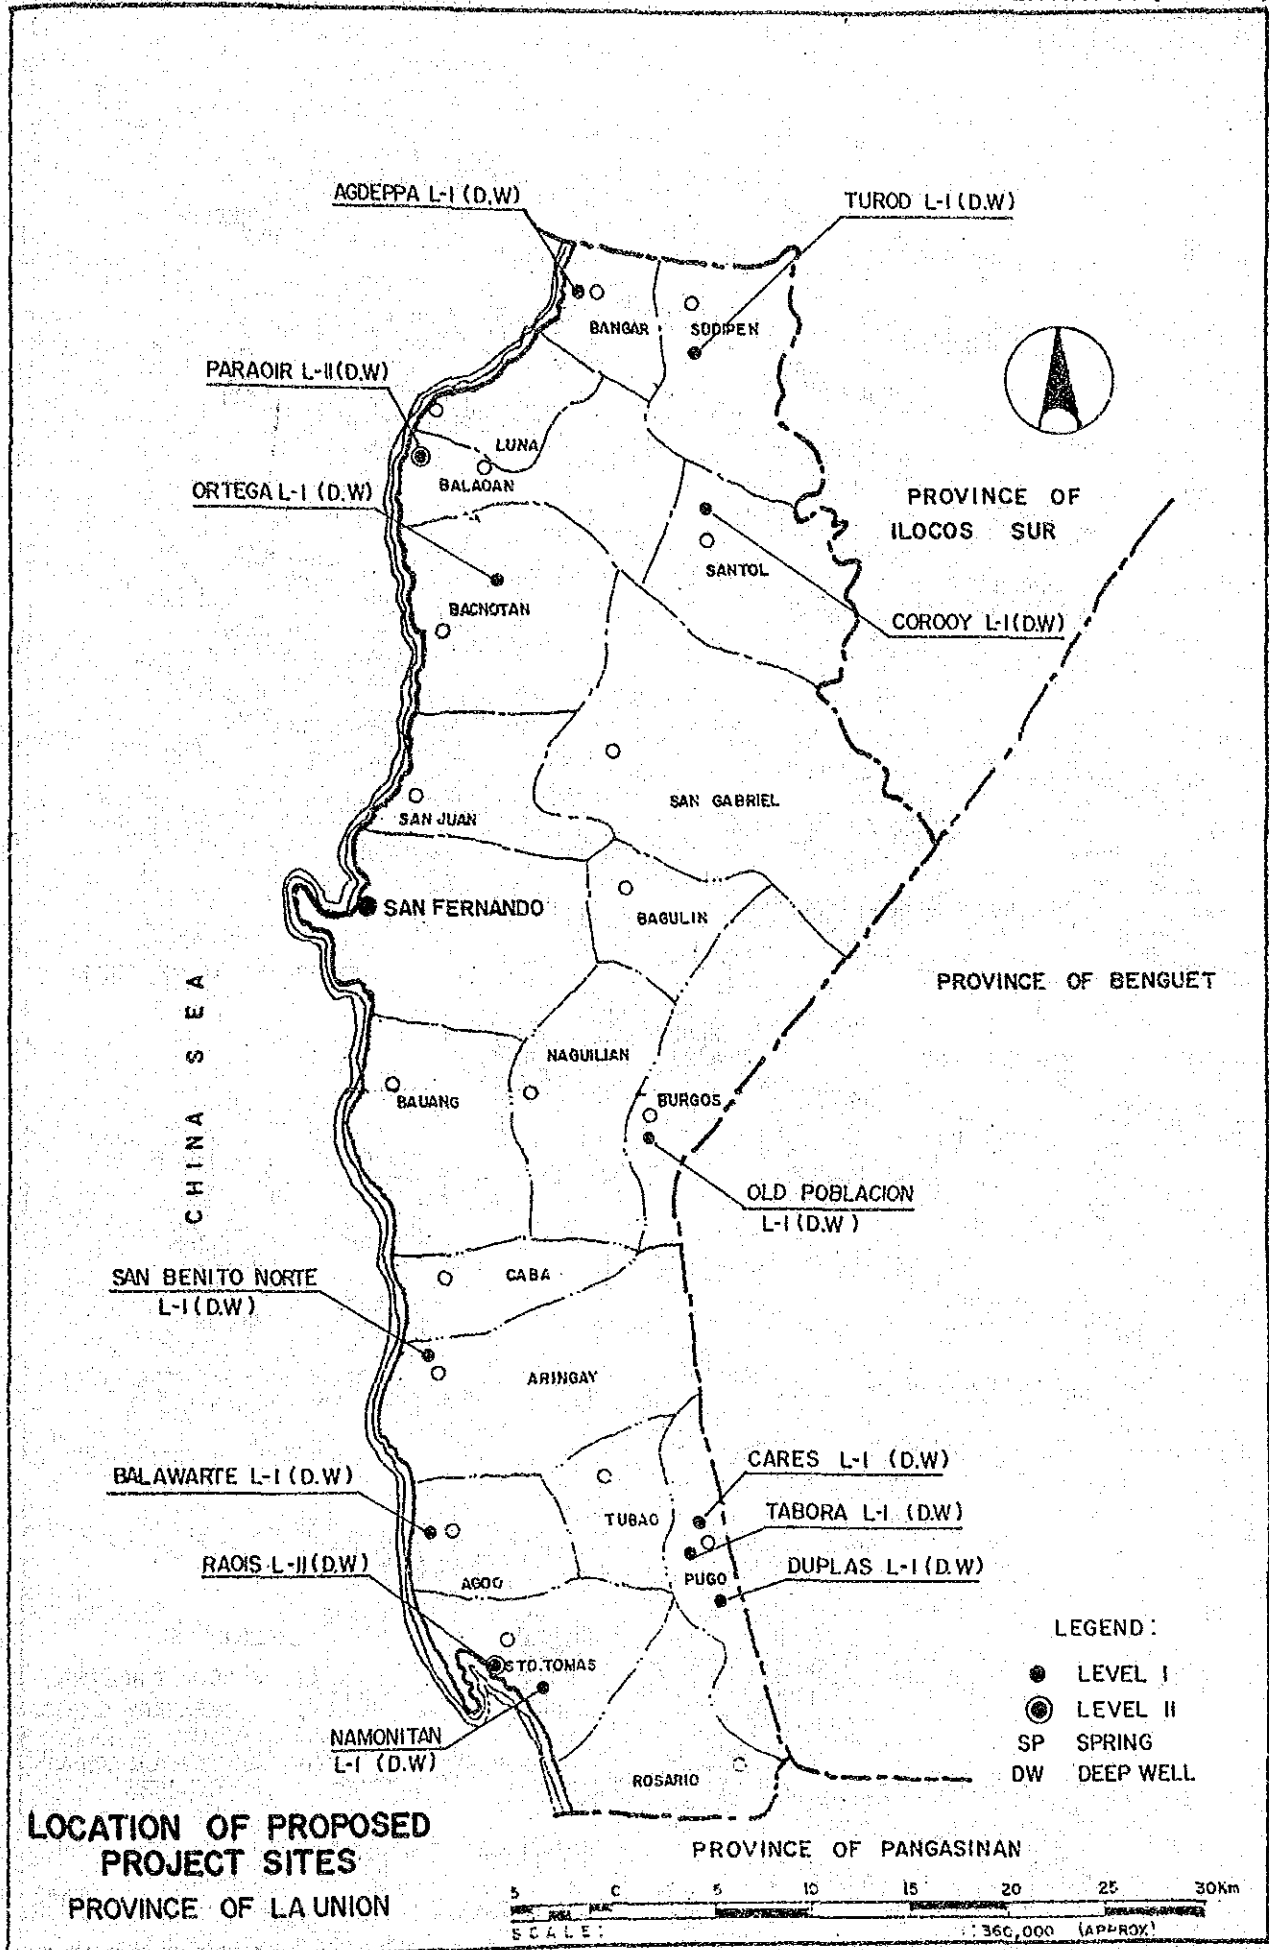 AGDEPPA L-I (D.W)
TUROD L-I (D.W)
BANGAR
SUDIPEN
PARAOIR L-II (D.W)
LUNA
BALAOAN
ORTEGA L-I (D.W)
PROVINCE OF
ILOCOS SUR
SANTOL
BACNOTAN
COROOY L-I (D.W)
SAN GABRIEL
SAN JUAN
SAN FERNANDO
BAGULIN
PROVINCE OF BENGUET
CHINA SEA
NAGUILIAN
BAUANG
BURGOS
OLD POBLACION
L-I (D.W)
SAN BENITO NORTE
L-I (D.W)
CABA
ARINGAY
BALAWARTE L-I (D.W)
CARES L-I (D.W)
TUBAO
TABORA L-I (D.W)
RAOIS L-II (D.W)
AGOO
PUGO
DUPLAS L-I (D.W)
STO.TOMAS
NAMONITAN
L-I (D.W)
ROSARIO
LEGEND:
LEVEL I
LEVEL II
SP SPRING
DW DEEP WELL
LOCATION OF PROPOSED
PROJECT SITES
PROVINCE OF LA UNION
PROVINCE OF PANGASINAN
5 0 5 10 15 20 25 30Km
SCALE: 1:360,000 (APPROX)